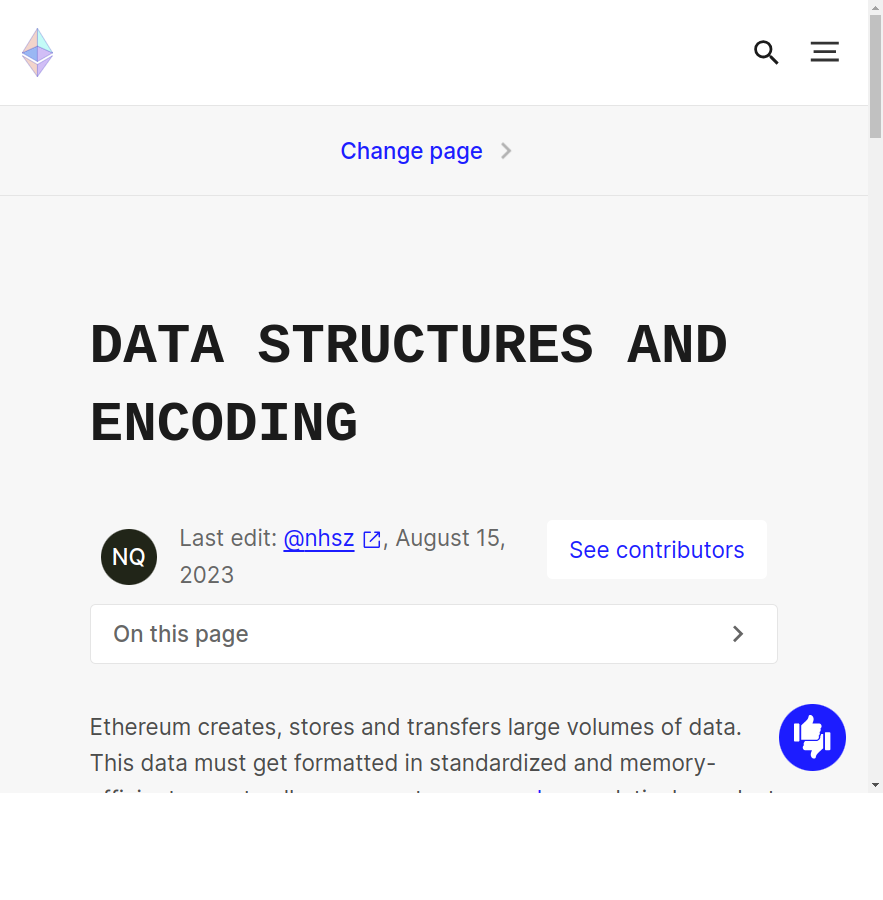 Change page
DATA STRUCTURES AND
ENCODING
NQ
Last edit: @nhsz, August 15,
2023
See contributors
On this page
Ethereum creates, stores and transfers large volumes of data.
This data must get formatted in standardized and memory-